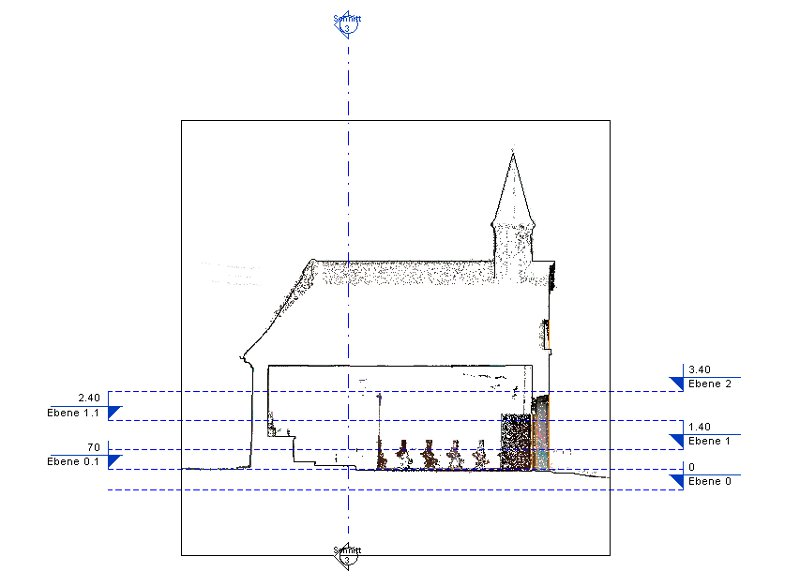 Schnitt
3
3.40
Ebene 2
2.40
Ebene 1.1
1.40
Ebene 1
70
Ebene 0.1
0
Ebene 0
Schnitt
3